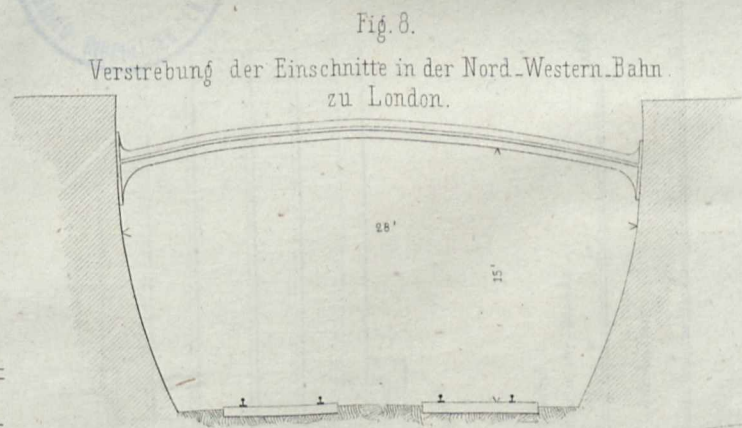 Fig. 8.
Verstrebung der Einschnitte in der Nord-Western-Bahn
zu London.
28'
15'